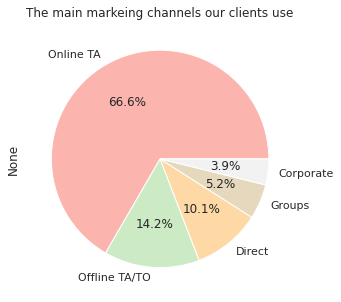 The main markeing channels our clients use
Online TA
66.6%
None
3.9%
Corporate
5.2%
Groups
10.1%
14.2%
Direct
Offline TA/TO